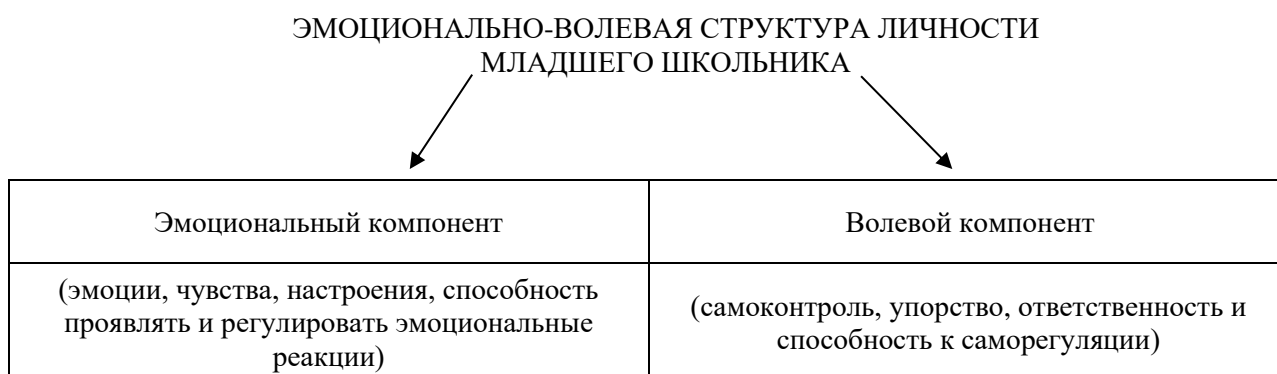 ЭМОЦИОНАЛЬНО-ВОЛЕВАЯ СТРУКТУРА ЛИЧНОСТИ
МЛАДШЕГО ШКОЛЬНИКА
Эмоциональный компонент
Волевой компонент
(эмоции, чувства, настроения, способность
проявлять и регулировать эмоциональные
реакции)
(самоконтроль, упорство, ответственность и
способность к саморегуляции)